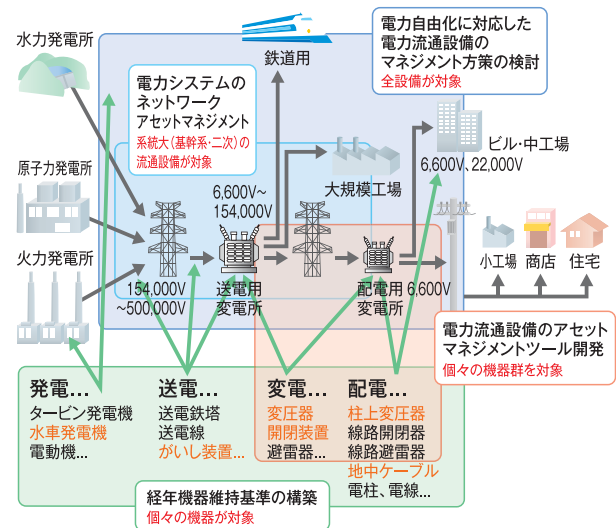 水力発電所
鉄道用
電力自由化に対応した
電力流通設備の
マネジメント方策の検討
全設備が対象
電力システムの
ネットワーク
アセットマネジメント
系統大（基幹系・二次）の
流通設備が対象
原子力発電所
6,600V～
154,000V
大規模工場
ビル・中工場
6,600V、22,000V
火力発電所
154,000V
～500,000V
送電用
変電所
配電用
変電所
6,600V
小工場
商店
住宅
電力流通設備のアセット
マネジメントツール開発
個々の機器群を対象
発電…
タービン発電機
水車発電機
電動機…
送電…
送電鉄塔
送電線
がいし装置…
変電…
変圧器
開閉装置
避雷器…
配電…
柱上変圧器
線路開閉器
線路避雷器
地中ケーブル
電柱、電線…
経年機器維持基準の構築
個々の機器が対象